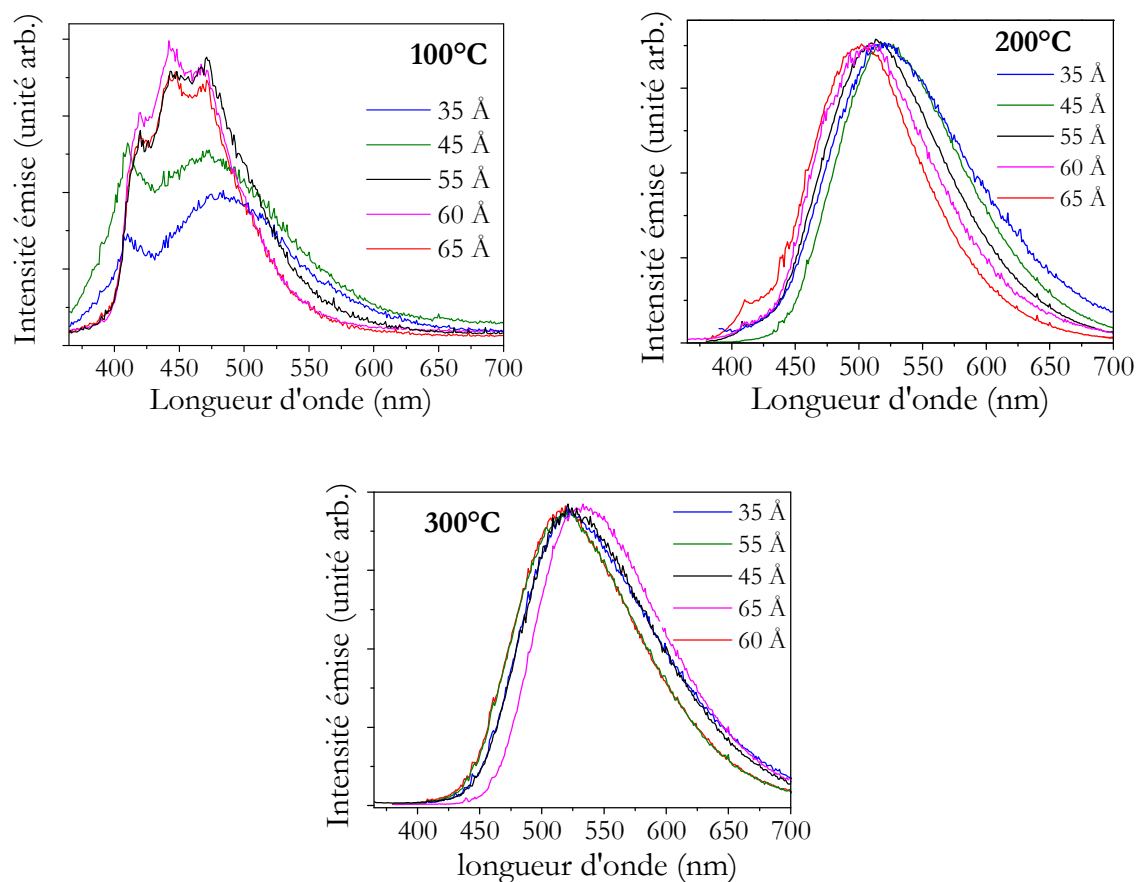 Intensité émise (unité arb.)
100°C
35 Å
45 Å
55 Å
60 Å
65 Å
400 450 500 550 600 650 700
Longueur d'onde (nm)
Intensité émise (unité arb.)
200°C
35 Å
45 Å
55 Å
60 Å
65 Å
400 450 500 550 600 650 700
Longueur d'onde (nm)
Intensité émise (unité arb.)
300°C
35 Å
55 Å
45 Å
65 Å
60 Å
400 450 500 550 600 650 700
longueur d'onde (nm)